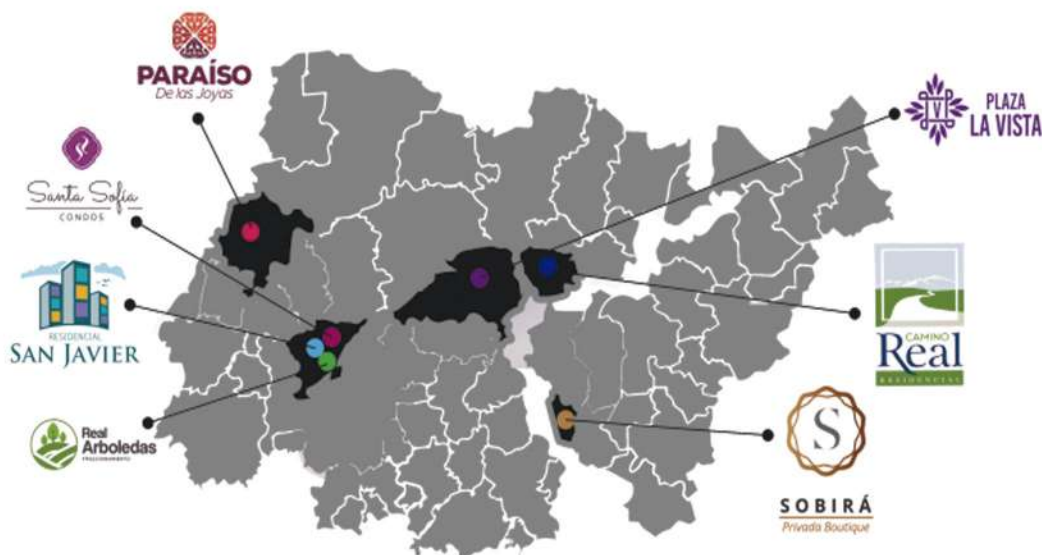 PARAÍSO
De las Joyas
Santa Sofía
CONDOS
RESIDENCIAL
SAN JAVIER
Real
Arboledas
FRACCIONAMIENTO
V
PLAZA
LA VISTA
CAMINO
Real
RESIDENCIAL
S
SOBIRÁ
Privada Boutique